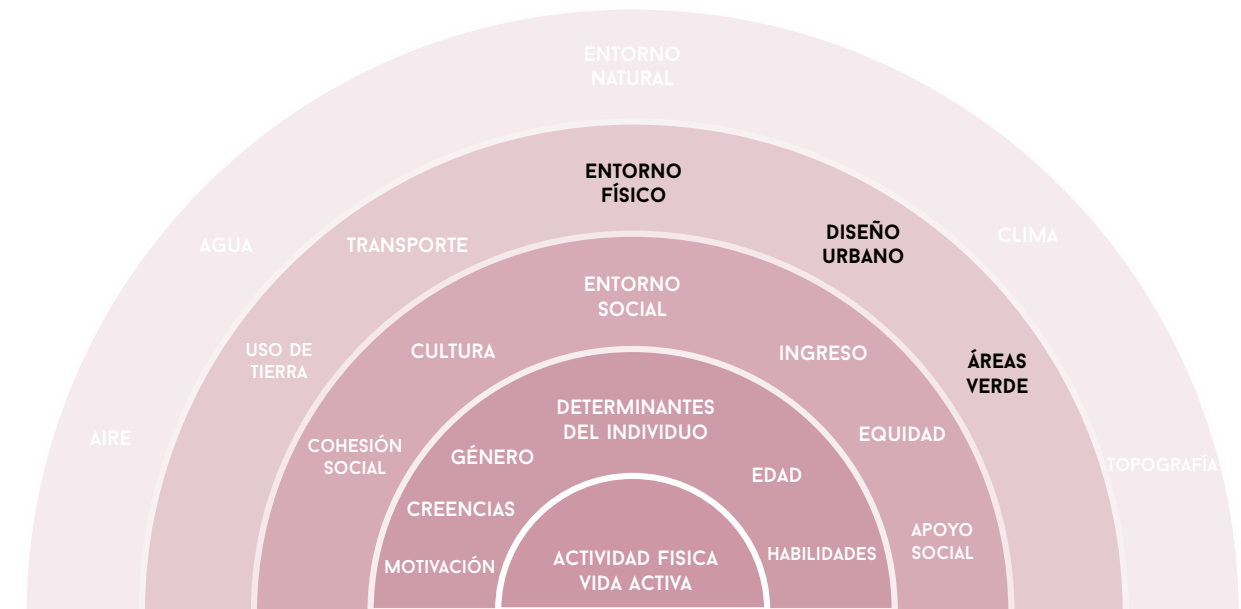 ENTORNO
NATURAL
AGUA
CLIMA
AIRE
TOPOGRAFÍA
ENTORNO
FÍSICO
TRANSPORTE
DISEÑO
URBANO
USO DE
TIERRA
ÁREAS
VERDE
ENTORNO
SOCIAL
CULTURA
INGRESO
COHESIÓN
SOCIAL
EQUIDAD
APOYO
SOCIAL
DETERMINANTES
DEL INDIVIDUO
GÉNERO
EDAD
CREENCIAS
MOTIVACIÓN
HABILIDADES
ACTIVIDAD FISICA
VIDA ACTIVA